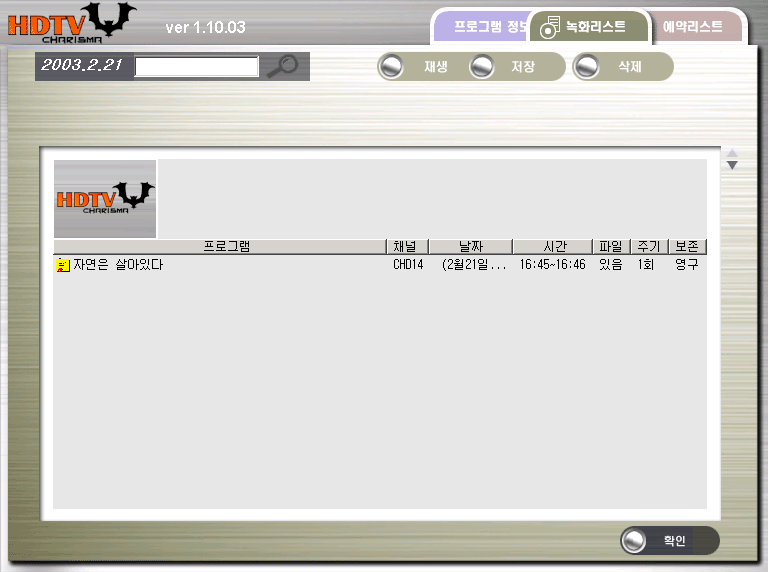 HDTV
CHARISMA
ver 1.10.03
프로그램 정보
녹화리스트
예약리스트
2003.2.21
재생
저장
삭제
HDTV
CHARISMA
프로그램 채널 날짜 시간 파일 주기 보존
자연은 살아있다 CHD14 (2월21일... 16:45~16:46 있음 1회 영구
확인